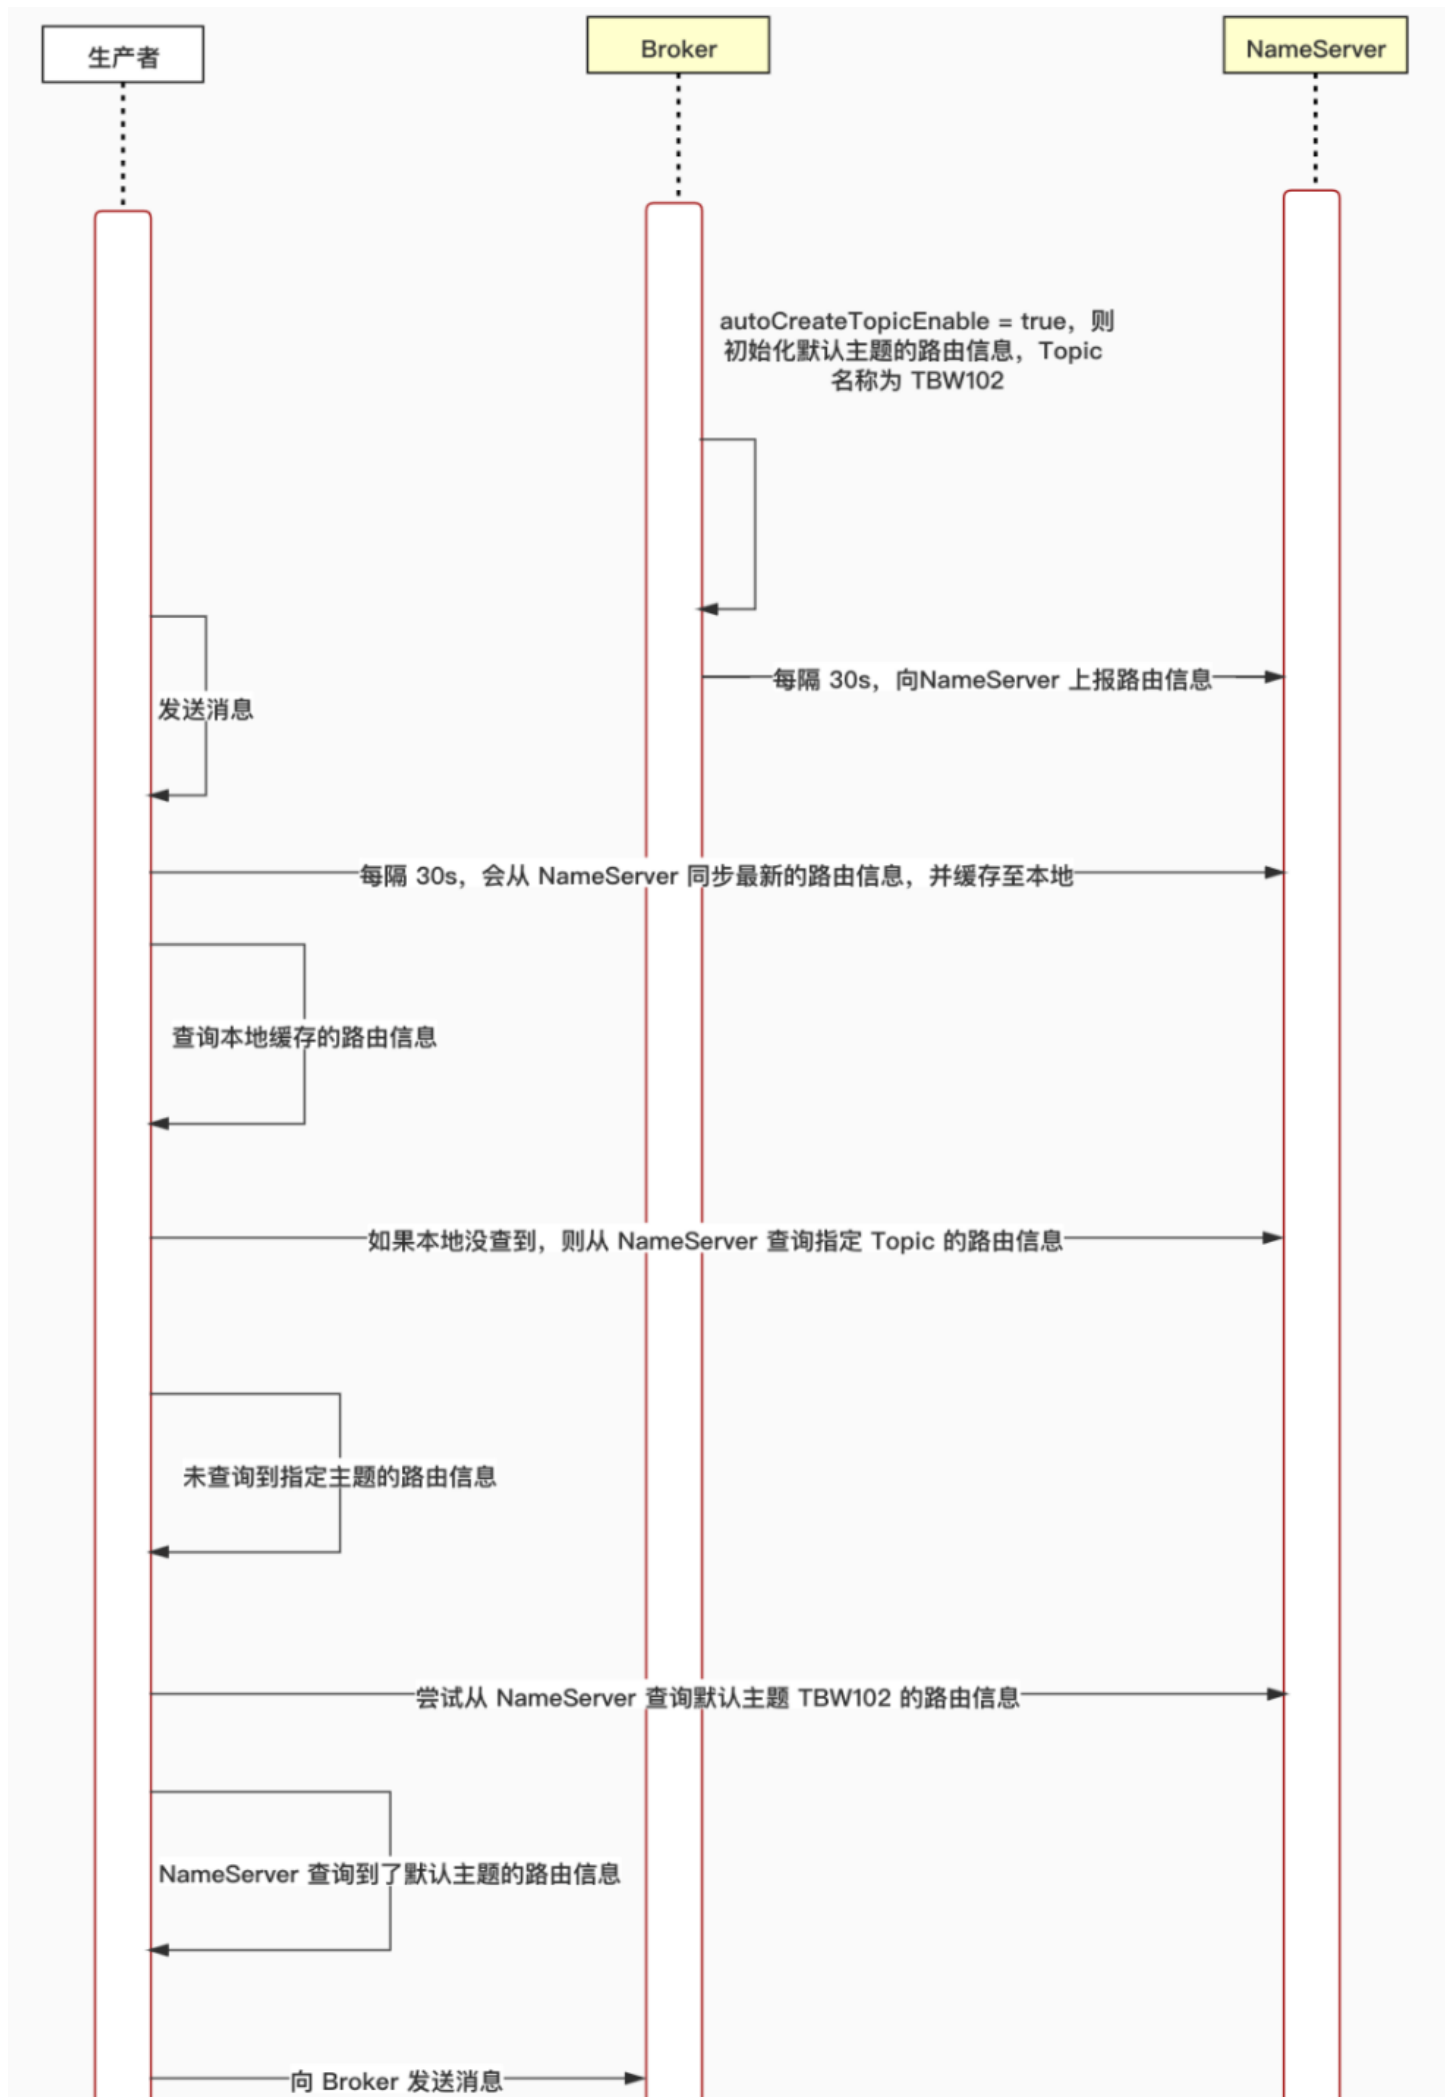 生产者
Broker
NameServer
autoCreateTopicEnable = true，则
初始化默认主题的路由信息，Topic
名称为 TBW102
每隔 30s，向NameServer 上报路由信息
发送消息
每隔 30s，会从 NameServer 同步最新的路由信息，并缓存至本地
查询本地缓存的路由信息
如果本地没查到，则从 NameServer 查询指定 Topic 的路由信息
未查询到指定主题的路由信息
尝试从 NameServer 查询默认主题 TBW102 的路由信息
NameServer 查询到了默认主题的路由信息
向 Broker 发送消息